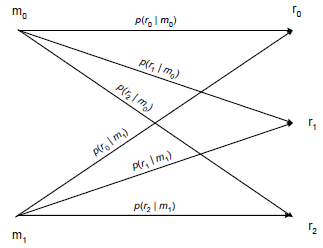 m₀ r₀
p(r₀ | m₀)
p(r₁ | m₀)
p(r₂ | m₀)
r₁
p(r₀ | m₁)
p(r₁ | m₁)
p(r₂ | m₁)
m₁ r₂